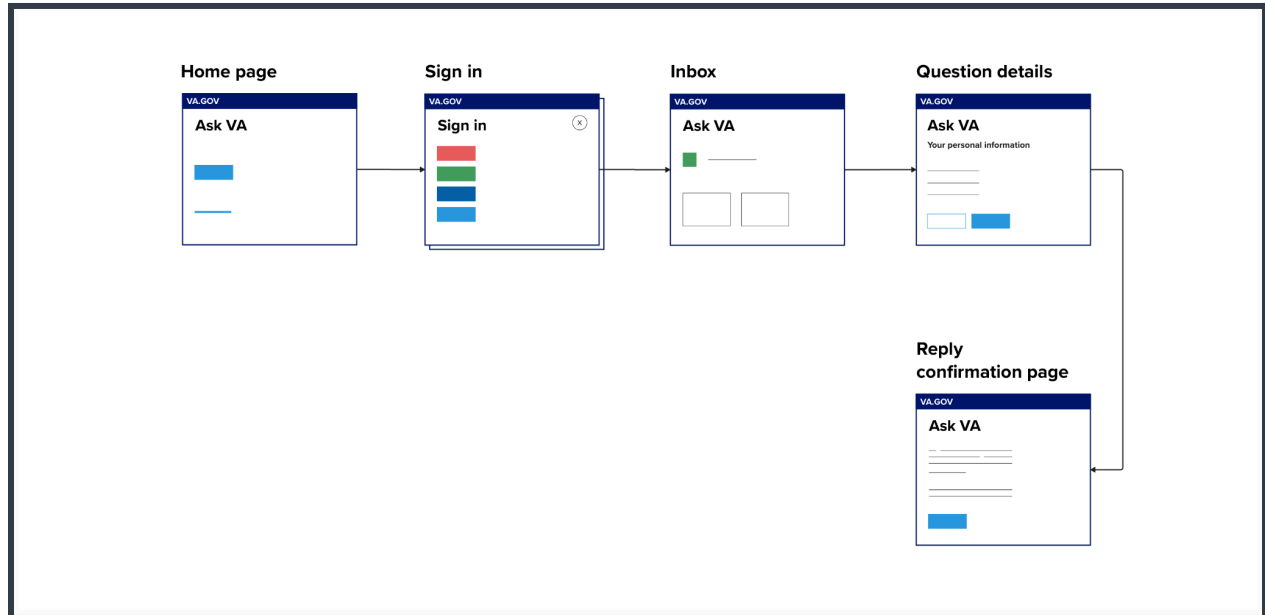 Home page
VA.GOV
Ask VA
Sign in
VA.GOV
Sign in
X
Inbox
VA.GOV
Ask VA
Question details
VA.GOV
Ask VA
Your personal information
Reply
confirmation page
VA.GOV
Ask VA